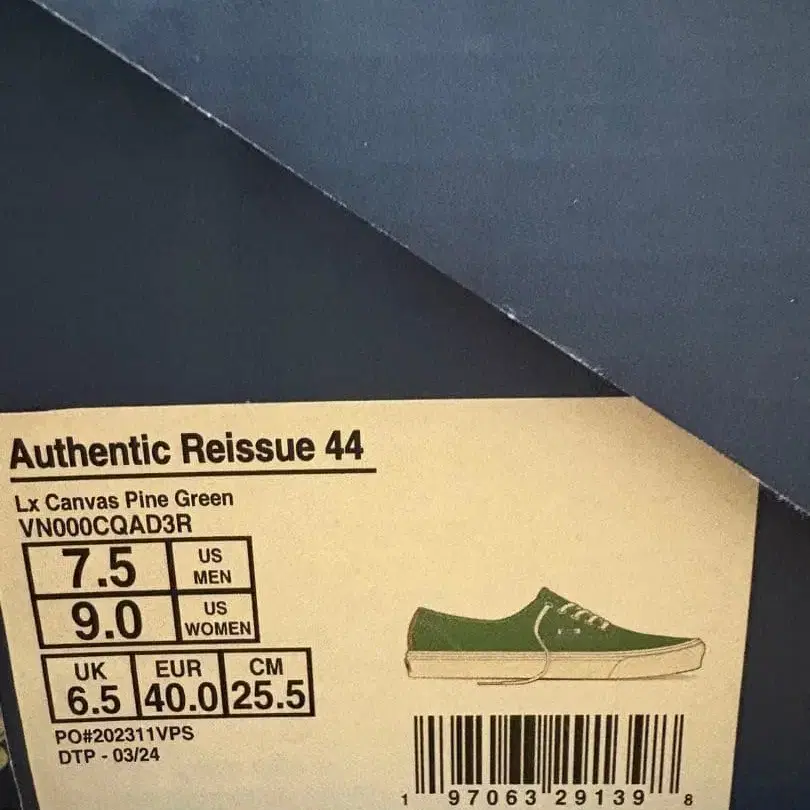 Authentic Reissue 44
Lx Canvas Pine Green
VN000CQAD3R
7.5 US MEN
9.0 US WOMEN
UK EUR CM
6.5 40.0 25.5
PO#202311VPS
DTP - 03/24
1 97063 29139 8